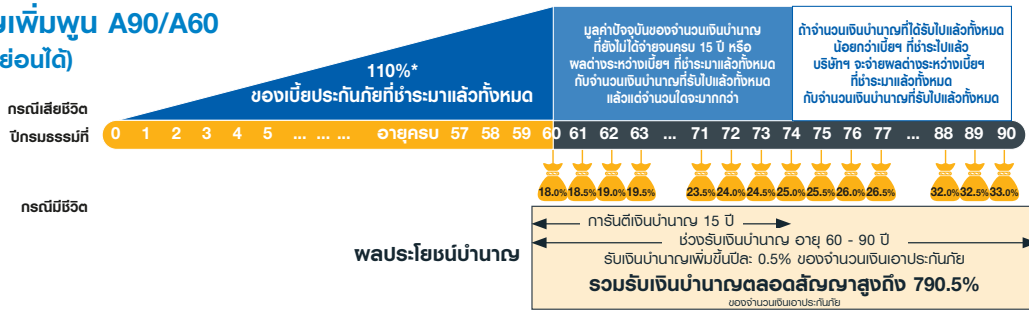 เพิ่มพูน A90/A60
ย่อนได้)
110%*
ของเบี้ยประกันภัยที่ชำระมาแล้วทั้งหมด
มูลค่าปัจจุบันของจำนวนเงินบำนาญ
ที่ยังไม่ได้จ่ายจนครบ 15 ปี หรือ
ผลต่างระหว่างเบี้ยฯ ที่ชำระมาแล้วทั้งหมด
กับจำนวนเงินบำนาญที่รับไปแล้วทั้งหมด
แล้วแต่จำนวนใดจะมากกว่า
ถ้าจำนวนเงินบำนาญที่ได้รับไปแล้วทั้งหมด
น้อยกว่าเบี้ยฯ ที่ชำระไปแล้ว
บริษัทฯ จะจ่ายผลต่างระหว่างเบี้ยฯ
ที่ชำระมาแล้วทั้งหมด
กับจำนวนเงินบำนาญที่รับไปแล้วทั้งหมด
กรณีเสียชีวิต
ปีกรมธรรม์ที่ 0 1 2 3 4 5 ... ... ... อายุครบ 57 58 59 60 61 62 63 ... 71 72 73 74 75 76 77 ... 88 89 90
18.0% 18.5% 19.0% 19.5% 23.5% 24.0% 24.5% 25.0% 25.5% 26.0% 26.5% 32.0% 32.5% 33.0%
กรณีมีชีวิต
ผลประโยชน์บำนาญ
การันตีเงินบำนาญ 15 ปี
ช่วงรับเงินบำนาญ อายุ 60 - 90 ปี
รับเงินบำนาญเพิ่มขึ้นปีละ 0.5% ของจำนวนเงินเอาประกันภัย
รวมรับเงินบำนาญตลอดสัญญาสูงถึง 790.5%
ของจำนวนเงินเอาประกันภัย